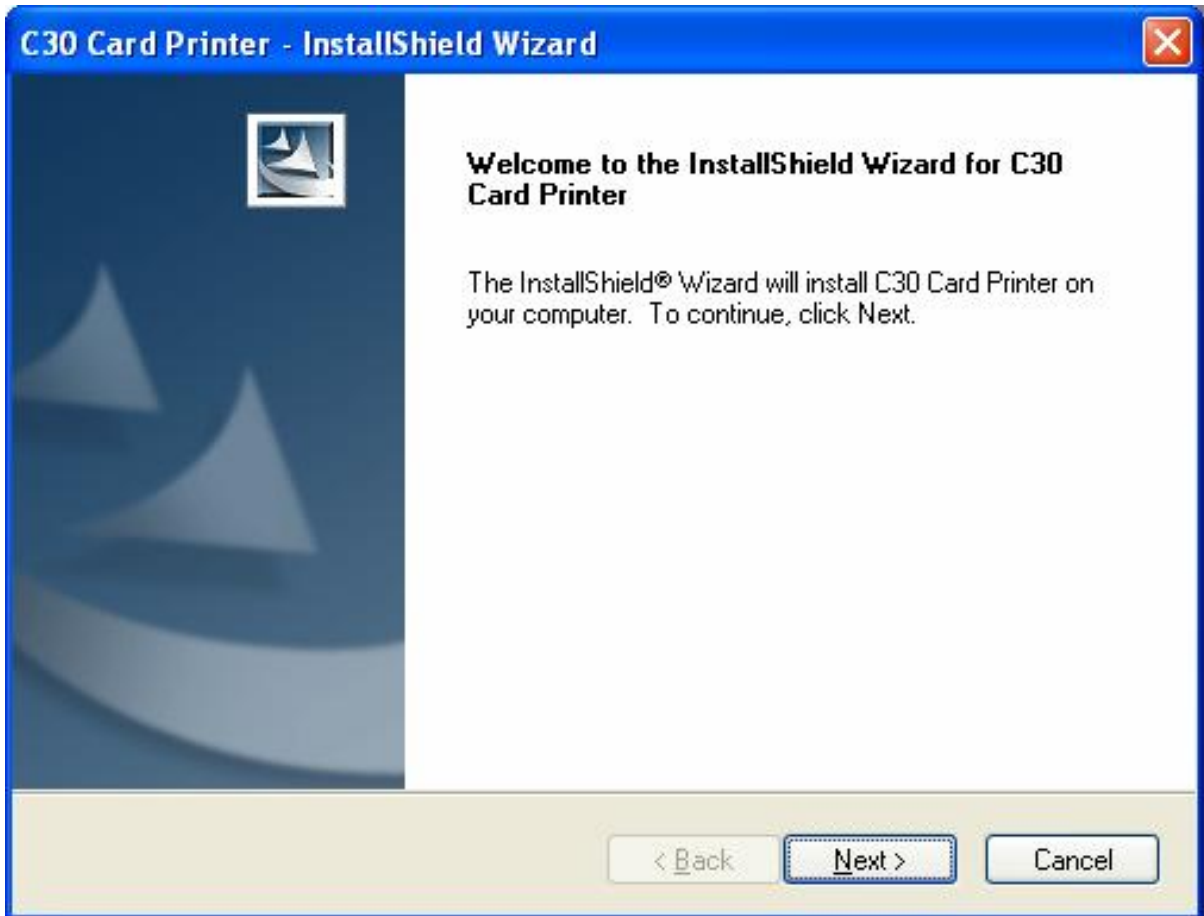 C30 Card Printer - InstallShield Wizard
Welcome to the InstallShield Wizard for C30
Card Printer
The InstallShield® Wizard will install C30 Card Printer on
your computer.  To continue, click Next.
< Back
Next >
Cancel